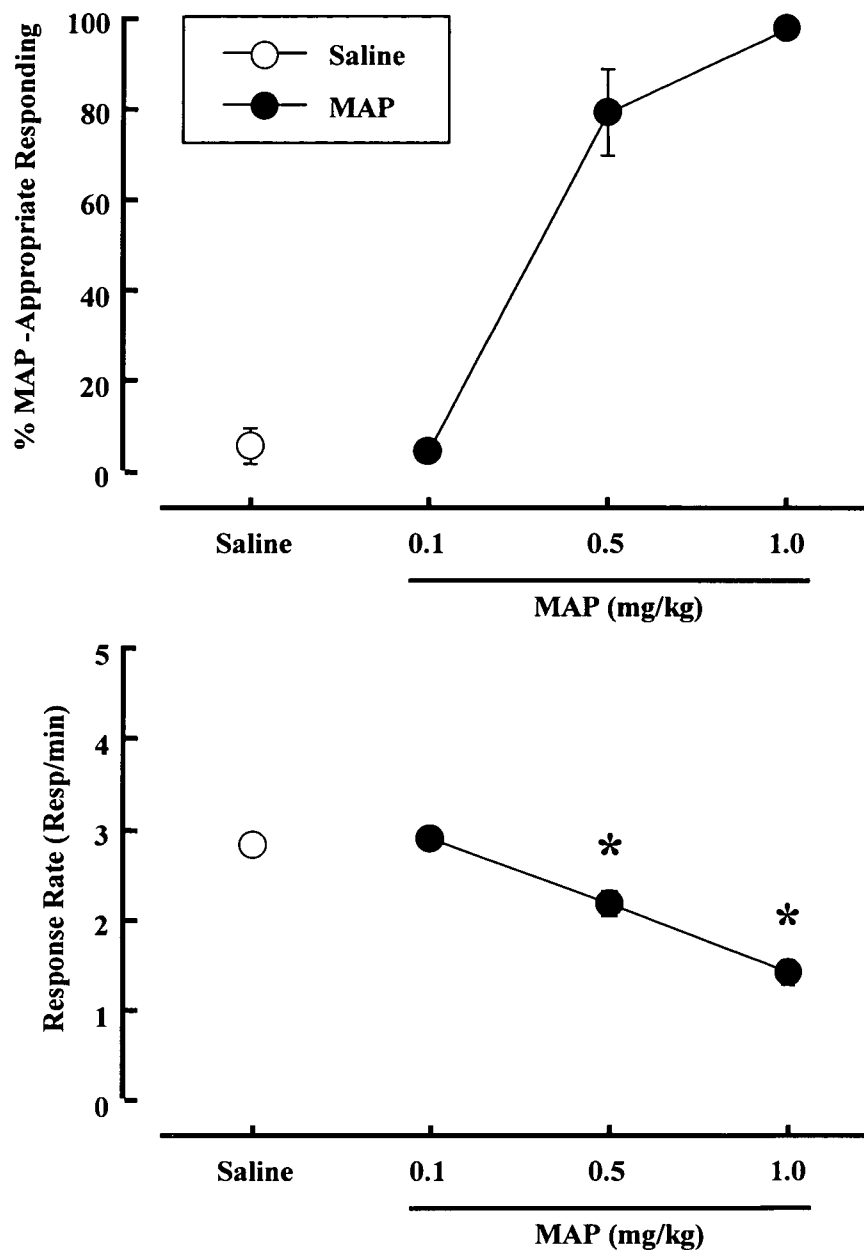 100
80
60
40
20
0
% MAP -Appropriate Responding
Saline
MAP
Saline 0.1 0.5 1.0
MAP (mg/kg)
5
4
3
2
1
0
Response Rate (Resp/min)
*
*
Saline 0.1 0.5 1.0
MAP (mg/kg)